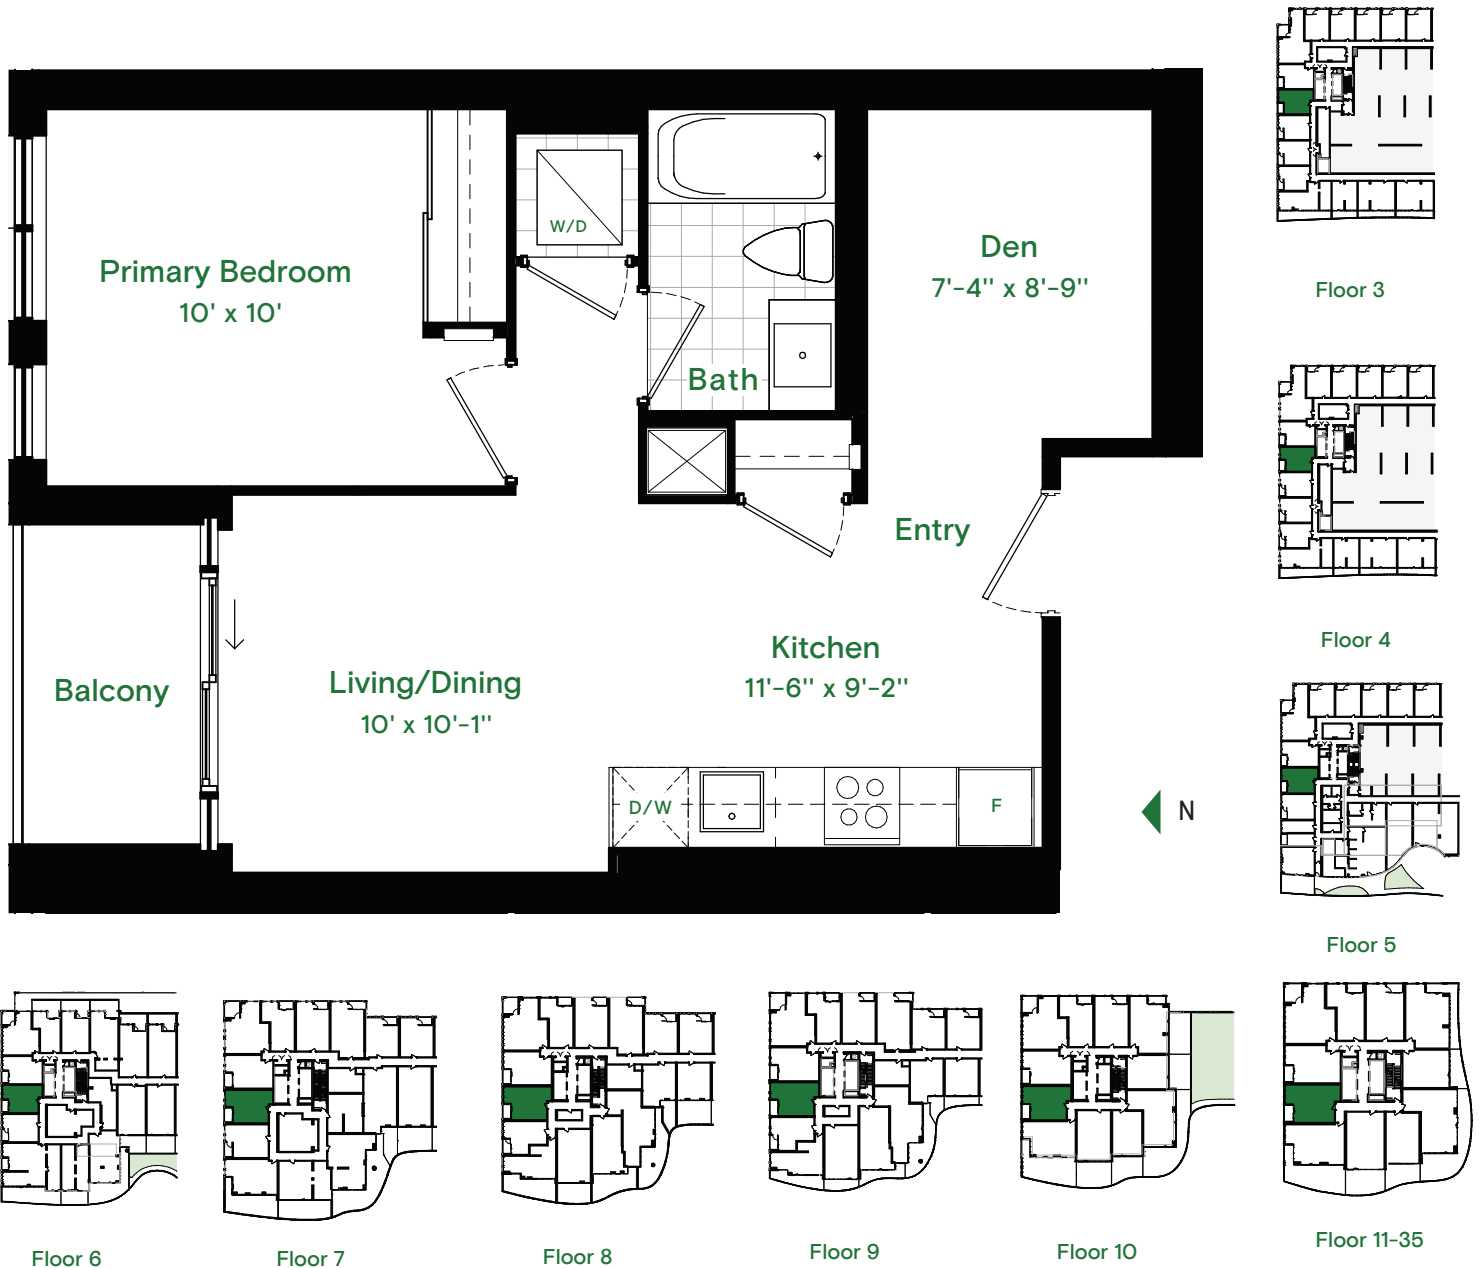 Primary Bedroom
10' x 10'
W/D
Bath
Den
7'-4'' x 8'-9''
Entry
Kitchen
11'-6'' x 9'-2''
Living/Dining
10' x 10'-1''
Balcony
D/W
F
N
Floor 3
Floor 4
Floor 5
Floor 6
Floor 7
Floor 8
Floor 9
Floor 10
Floor 11-35